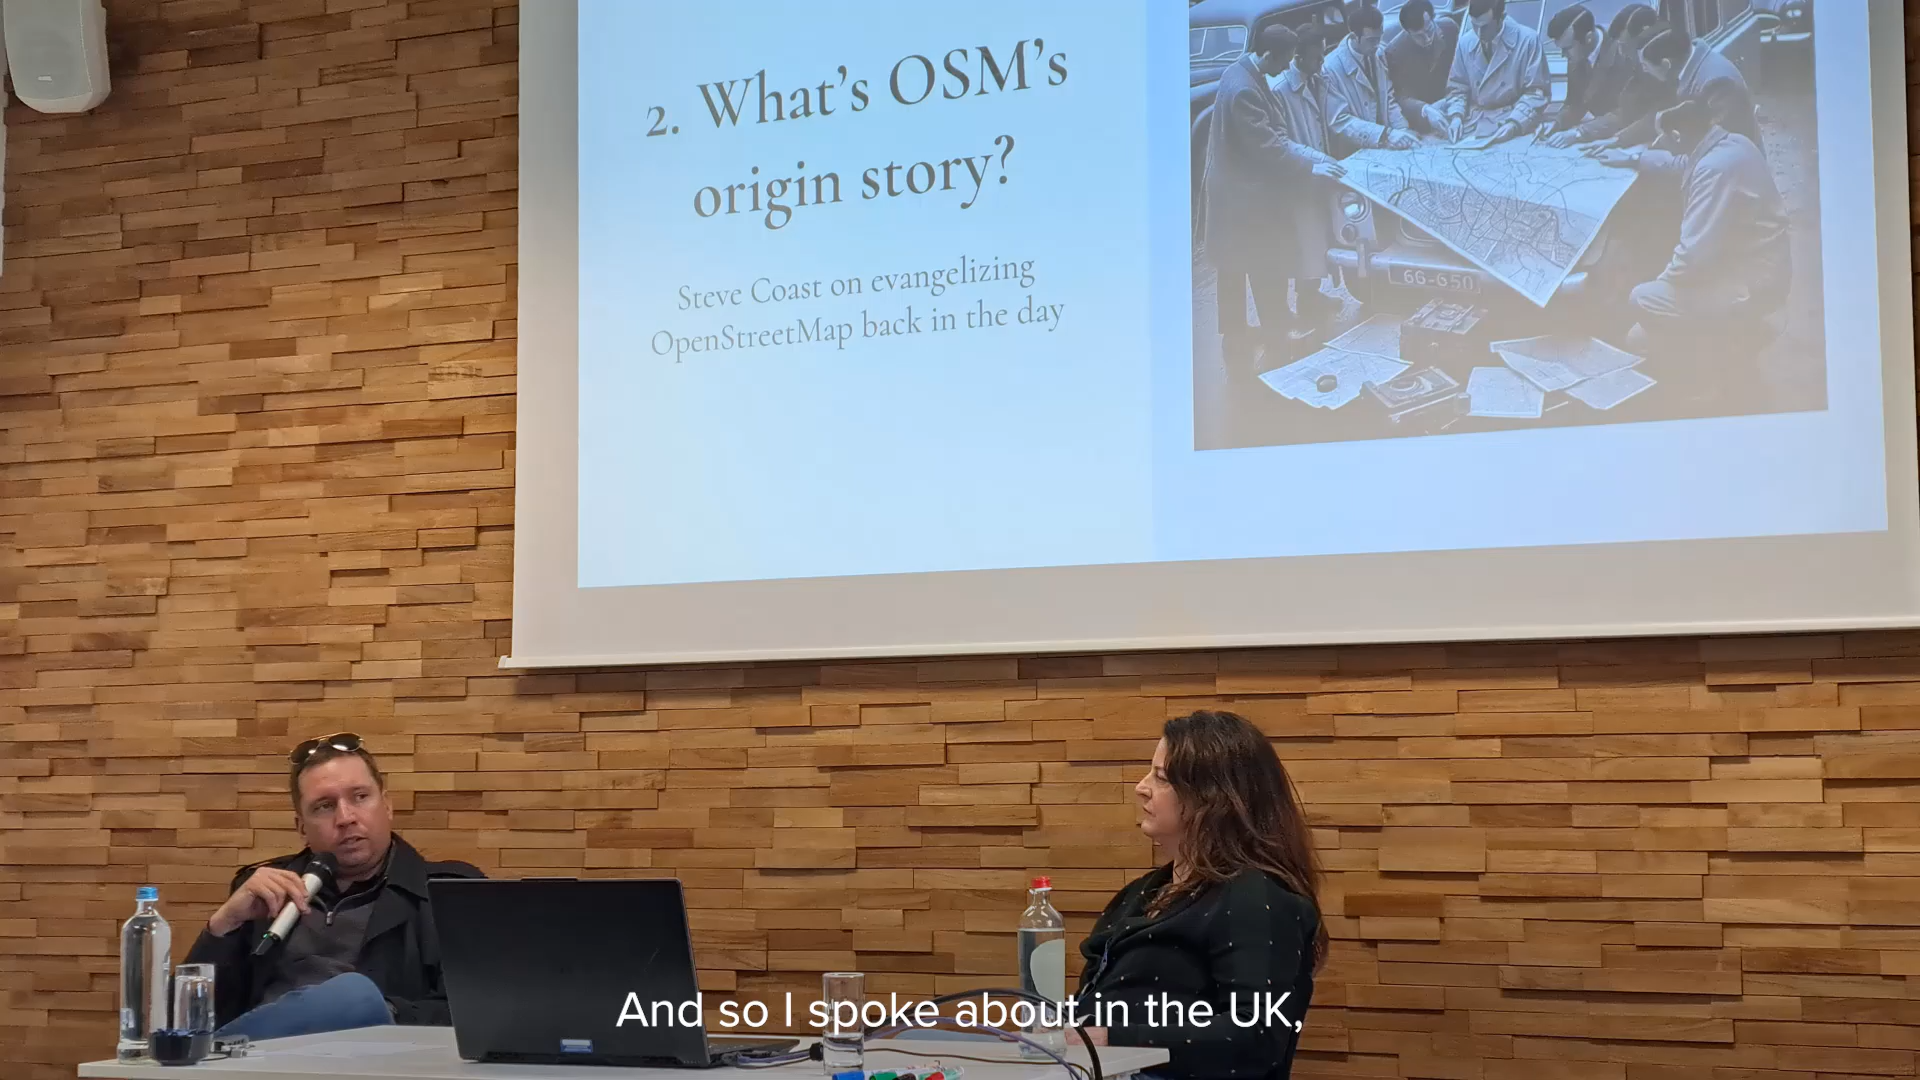 2. What's OSM's
origin story?
Steve Coast on evangelizing
OpenStreetMap back in the day
66-650
And so I spoke about in the UK,